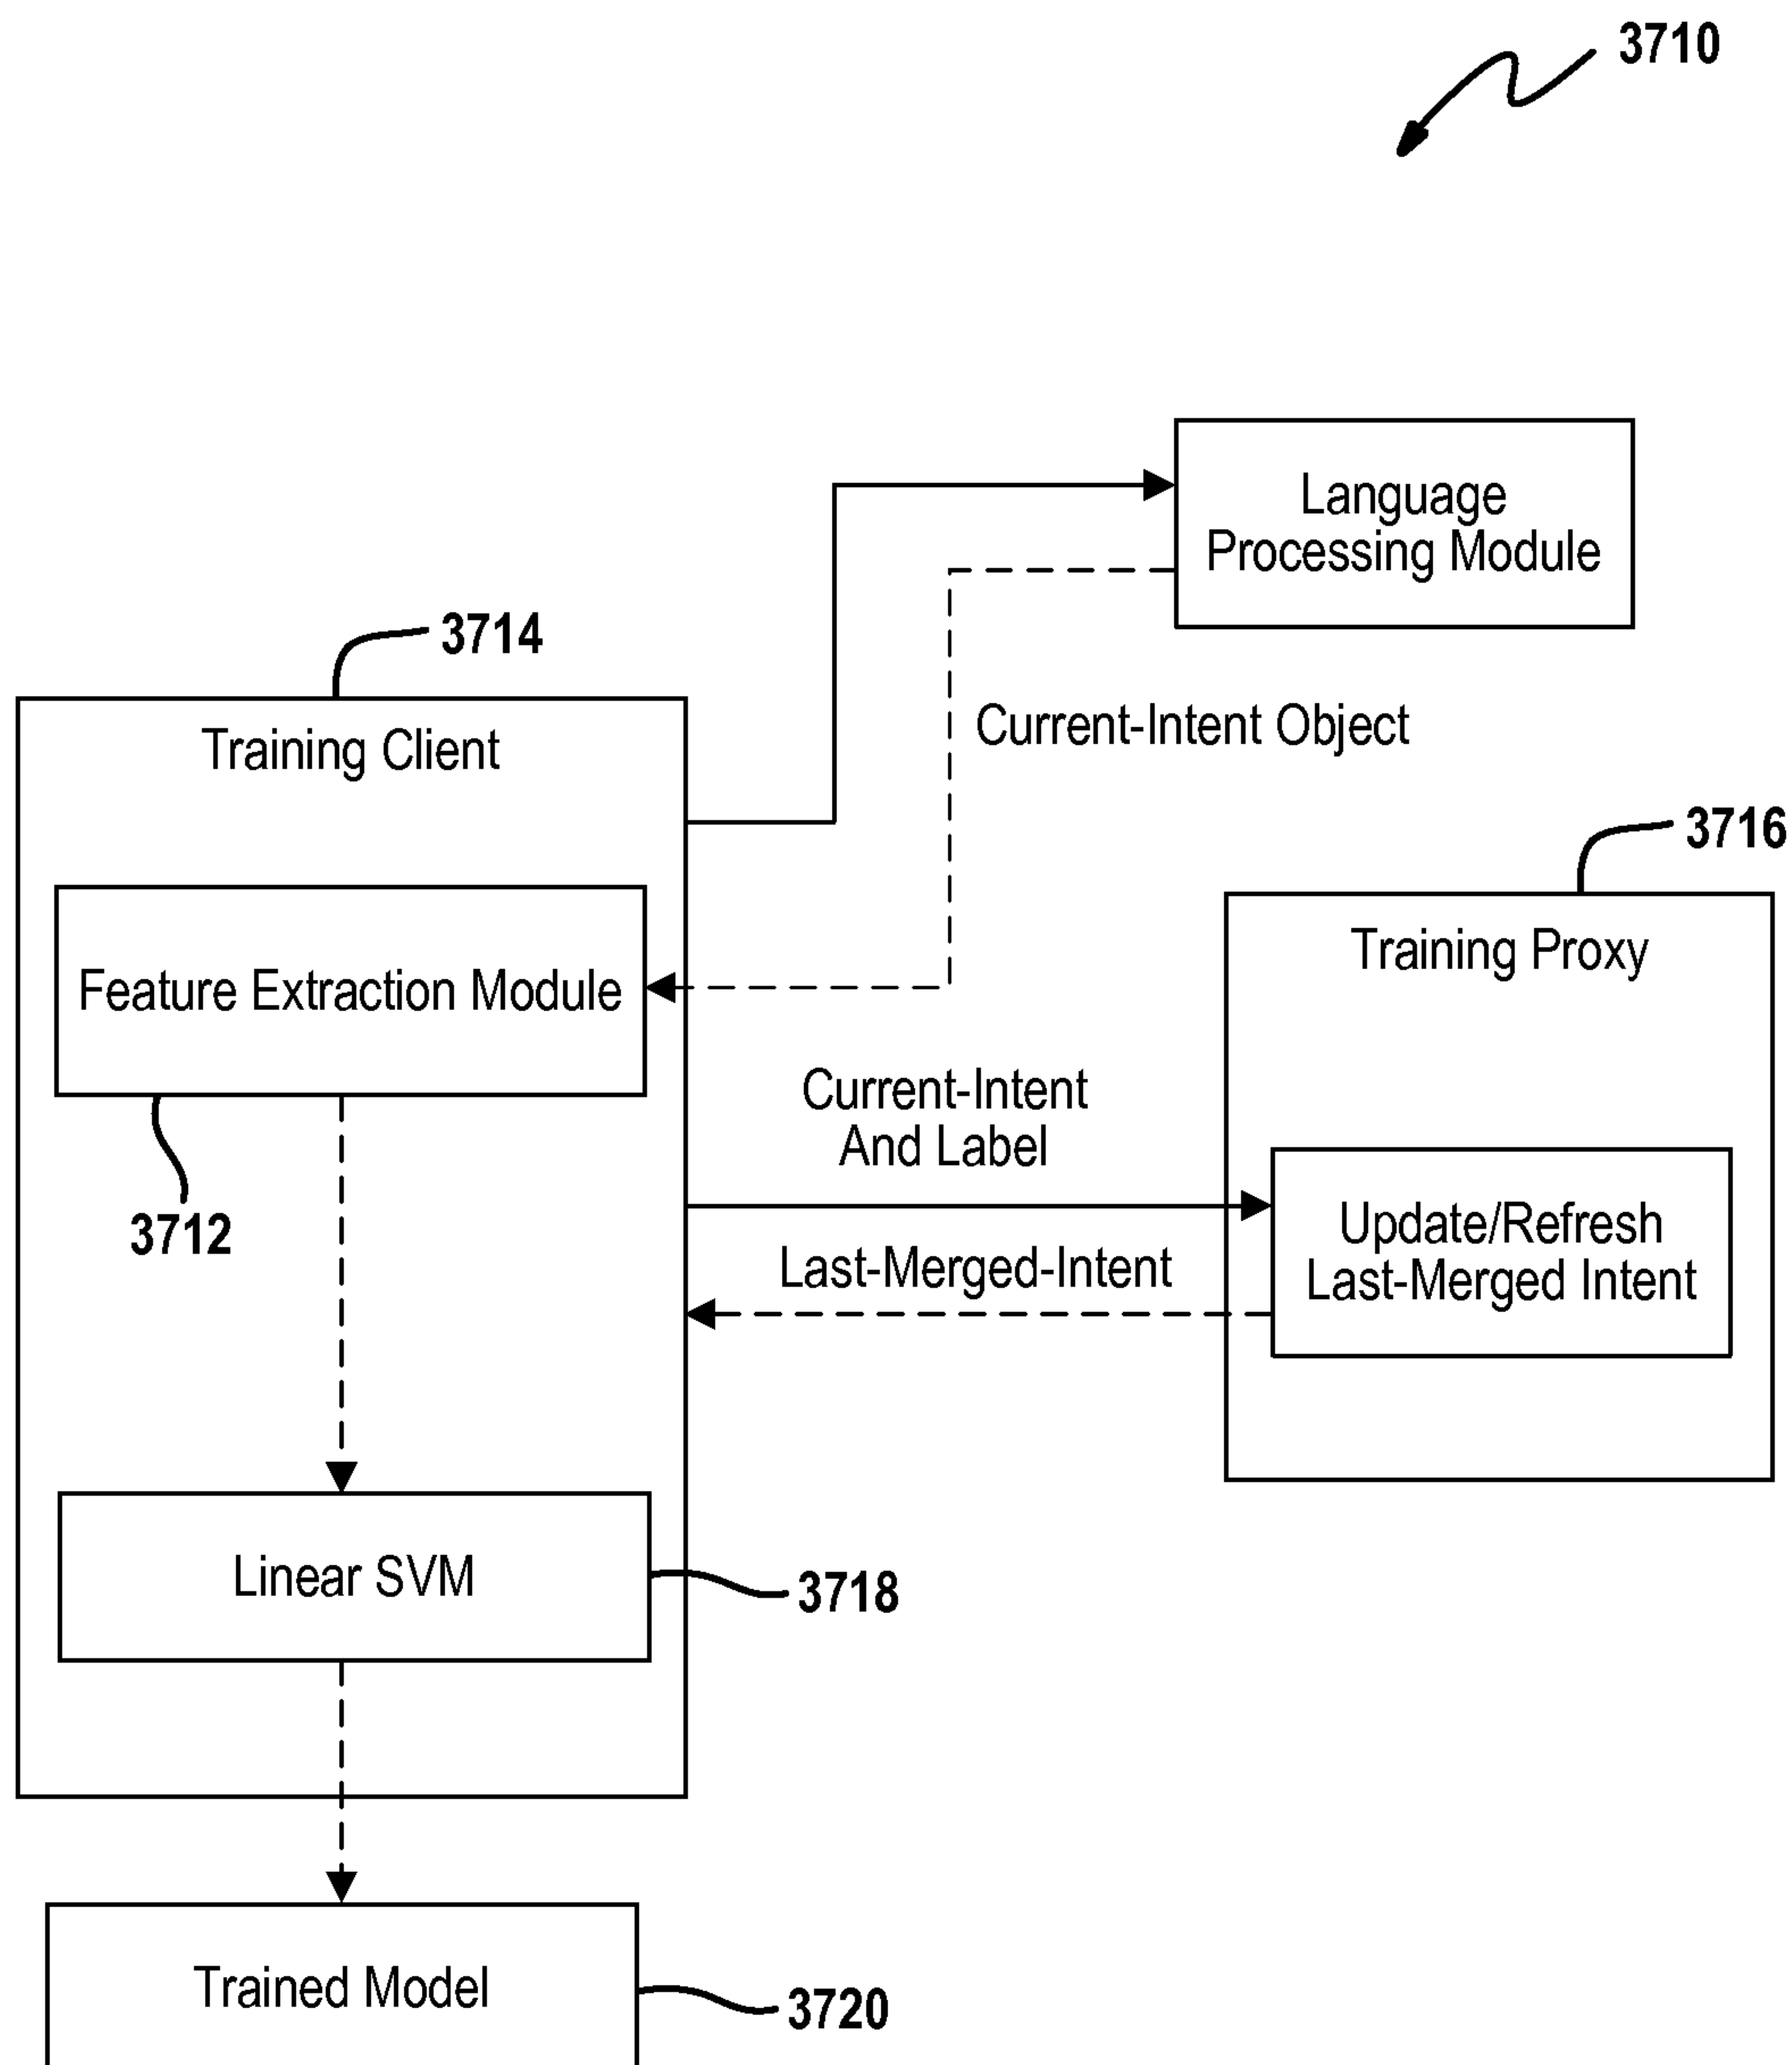 3710
Language
Processing Module
3714
Current-Intent Object
Training Client
3716
Training Proxy
Feature Extraction Module
Current-Intent
And Label
3712
Update/Refresh
Last-Merged Intent
Last-Merged-Intent
Linear SVM
3718
Trained Model
3720